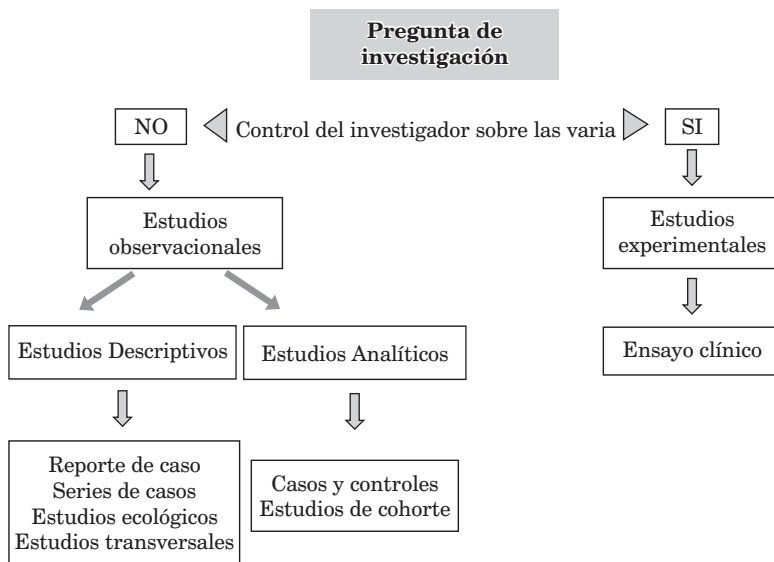 Pregunta de
investigación
NO
Control del investigador sobre las varia
SI
Estudios
observacionales
Estudios
experimentales
Estudios Descriptivos
Estudios Analíticos
Ensayo clínico
Reporte de caso
Series de casos
Estudios ecológicos
Estudios transversales
Casos y controles
Estudios de cohorte